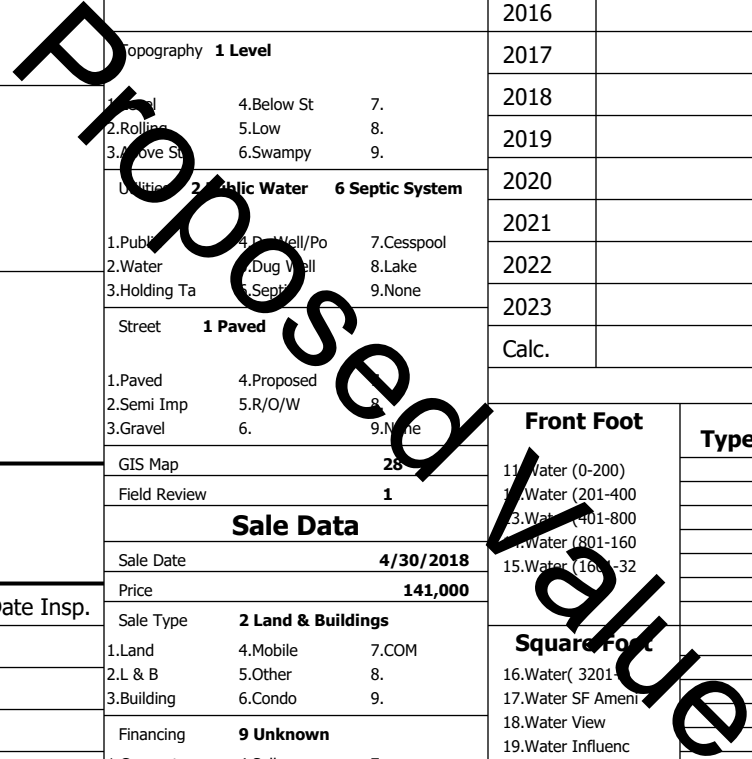 Topography 1 Level
4.Below St 7.
2.Rolling 5.Low 8.
3.Above St 6.Swampy 9.
Utilities 2 Public Water 6 Septic System
1.Public 4.Dr Well/Po 7.Cesspool
2.Water 5.Dug Well 8.Lake
3.Holding Ta 6.Septic 9.None
Street 1 Paved
1.Paved 4.Proposed
2.Semi Imp 5.R/O/W 8.
3.Gravel 6. 9.None
GIS Map 28
Field Review 1
Sale Data
Sale Date 4/30/2018
Price 141,000
Sale Type 2 Land & Buildings
1.Land 4.Mobile 7.COM
2.L & B 5.Other 8.
3.Building 6.Condo 9.
Financing 9 Unknown
Date Insp.
2016
2017
2018
2019
2020
2021
2022
2023
Calc.
Front Foot
Type
11.Water (0-200)
12.Water (201-400
13.Water (401-800
14.Water (801-160
15.Water (1601-32
Square Foot
16.Water( 3201-
17.Water SF Ameni
18.Water View
19.Water Influenc
Proposed Value